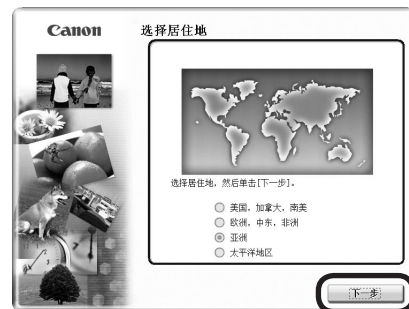 Canon
选择居住地
选择居住地，然后单击[下一步]。
美国，加拿大，南美
欧洲，中东，非洲
亚洲
太平洋地区
下一步